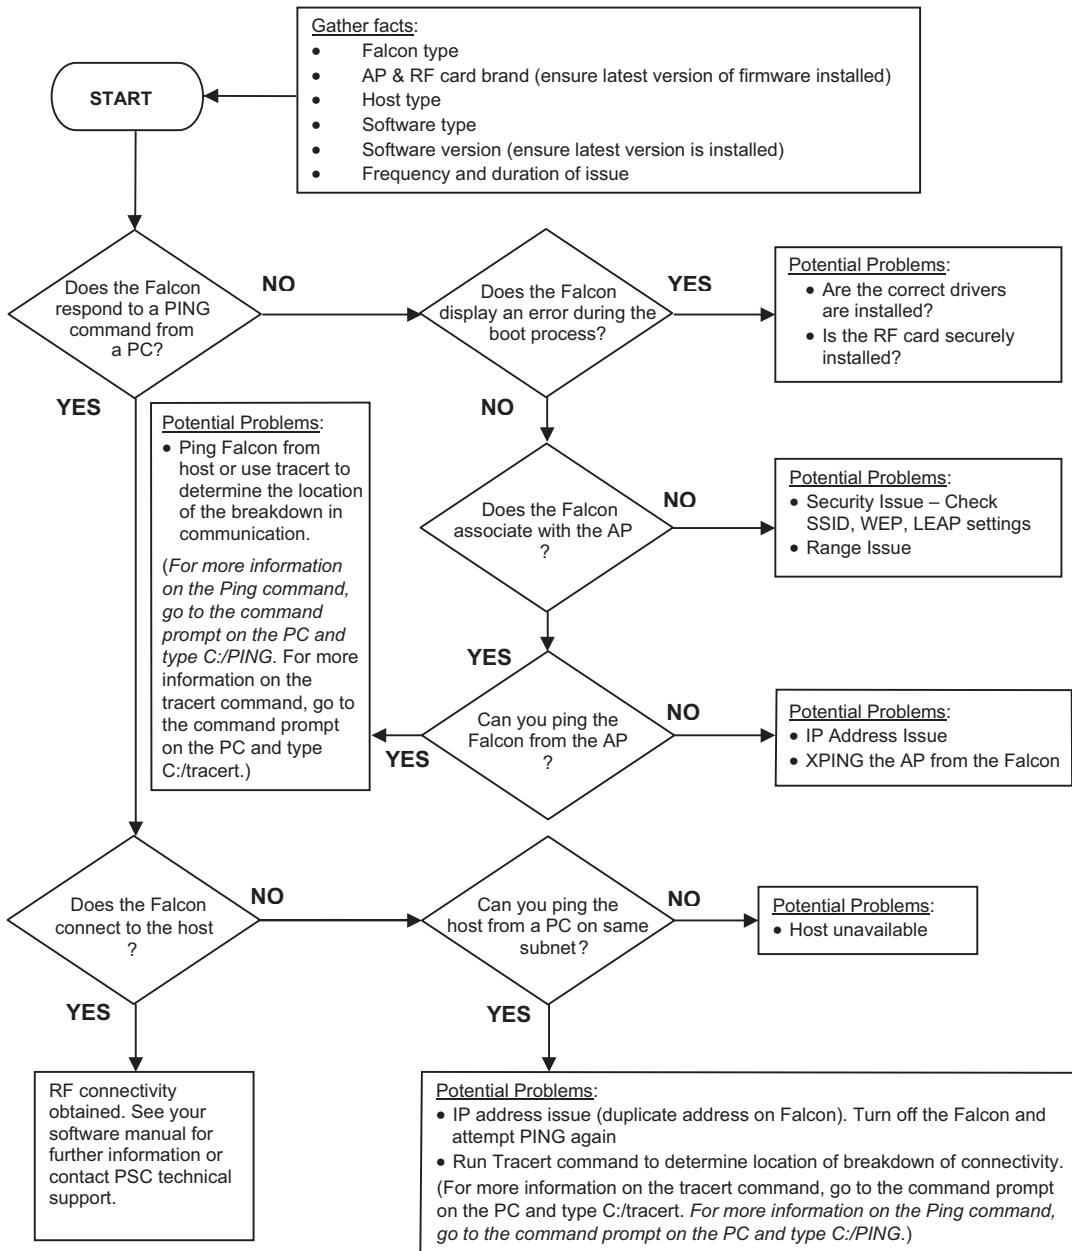 Gather facts:
• Falcon type
• AP & RF card brand (ensure latest version of firmware installed)
• Host type
• Software type
• Software version (ensure latest version is installed)
• Frequency and duration of issue
START
Does the Falcon
respond to a PING
command from
a PC?
NO
YES
Does the Falcon
display an error during the
boot process?
YES
NO
Potential Problems:
• Are the correct drivers
are installed?
• Is the RF card securely
installed?
Potential Problems:
• Ping Falcon from
host or use tracert to
determine the location
of the breakdown in
communication.
(For more information
on the Ping command,
go to the command
prompt on the PC and
type C:/PING. For more
information on the
tracert command, go to
the command prompt
on the PC and type
C:/tracert.)
Does the Falcon
associate with the AP
?
NO
YES
Potential Problems:
• Security Issue – Check
SSID, WEP, LEAP settings
• Range Issue
Can you ping the
Falcon from the AP
?
YES
NO
Potential Problems:
• IP Address Issue
• XPING the AP from the Falcon
Does the Falcon
connect to the host
?
NO
YES
Can you ping the
host from a PC on same
subnet?
NO
YES
Potential Problems:
• Host unavailable
RF connectivity
obtained. See your
software manual for
further information or
contact PSC technical
support.
Potential Problems:
• IP address issue (duplicate address on Falcon). Turn off the Falcon and
attempt PING again
• Run Tracert command to determine location of breakdown of connectivity.
(For more information on the tracert command, go to the command prompt
on the PC and type C:/tracert. For more information on the Ping command,
go to the command prompt on the PC and type C:/PING.)